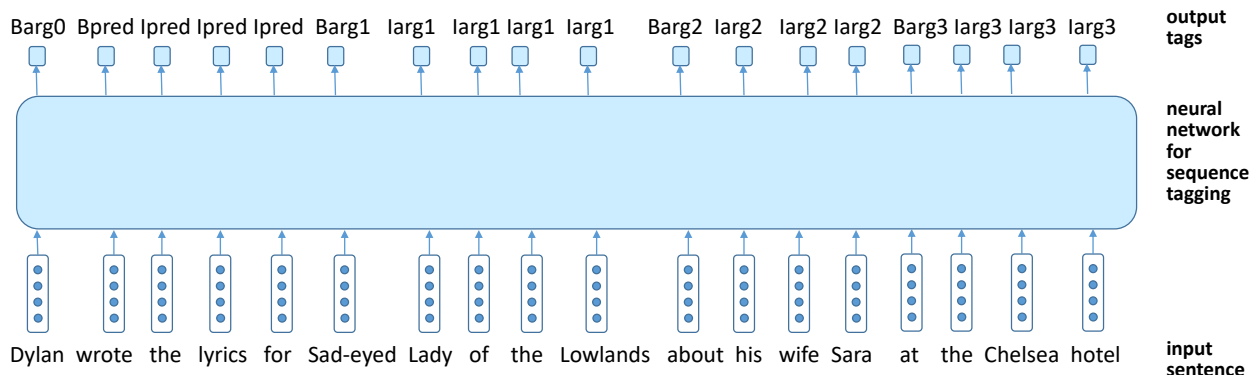 Barg0 Bpred Ipred Ipred Ipred Barg1 Iarg1 Iarg1 Iarg1 Iarg1 Barg2 Iarg2 Iarg2 Iarg2 Barg3 Iarg3 Iarg3 Iarg3
output
tags
neural
network
for
sequence
tagging
Dylan wrote the lyrics for Sad-eyed Lady of the Lowlands about his wife Sara at the Chelsea hotel
input
sentence